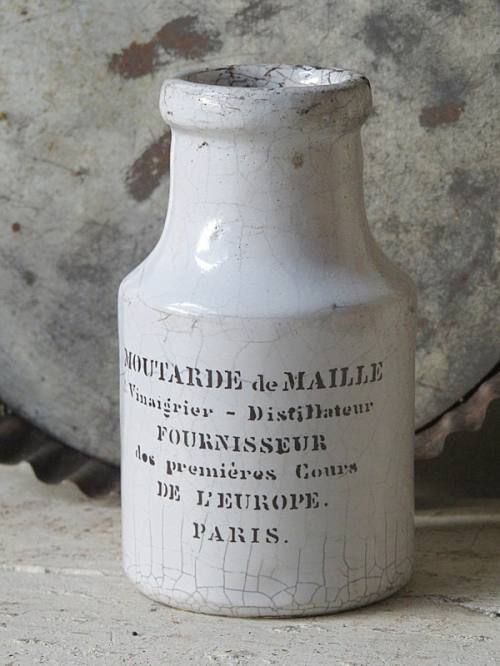 MOUTARDE de MAILLE
Vinaigrier - Distillateur
FOURNISSEUR
des premières Cours
DE L'EUROPE.
PARIS.